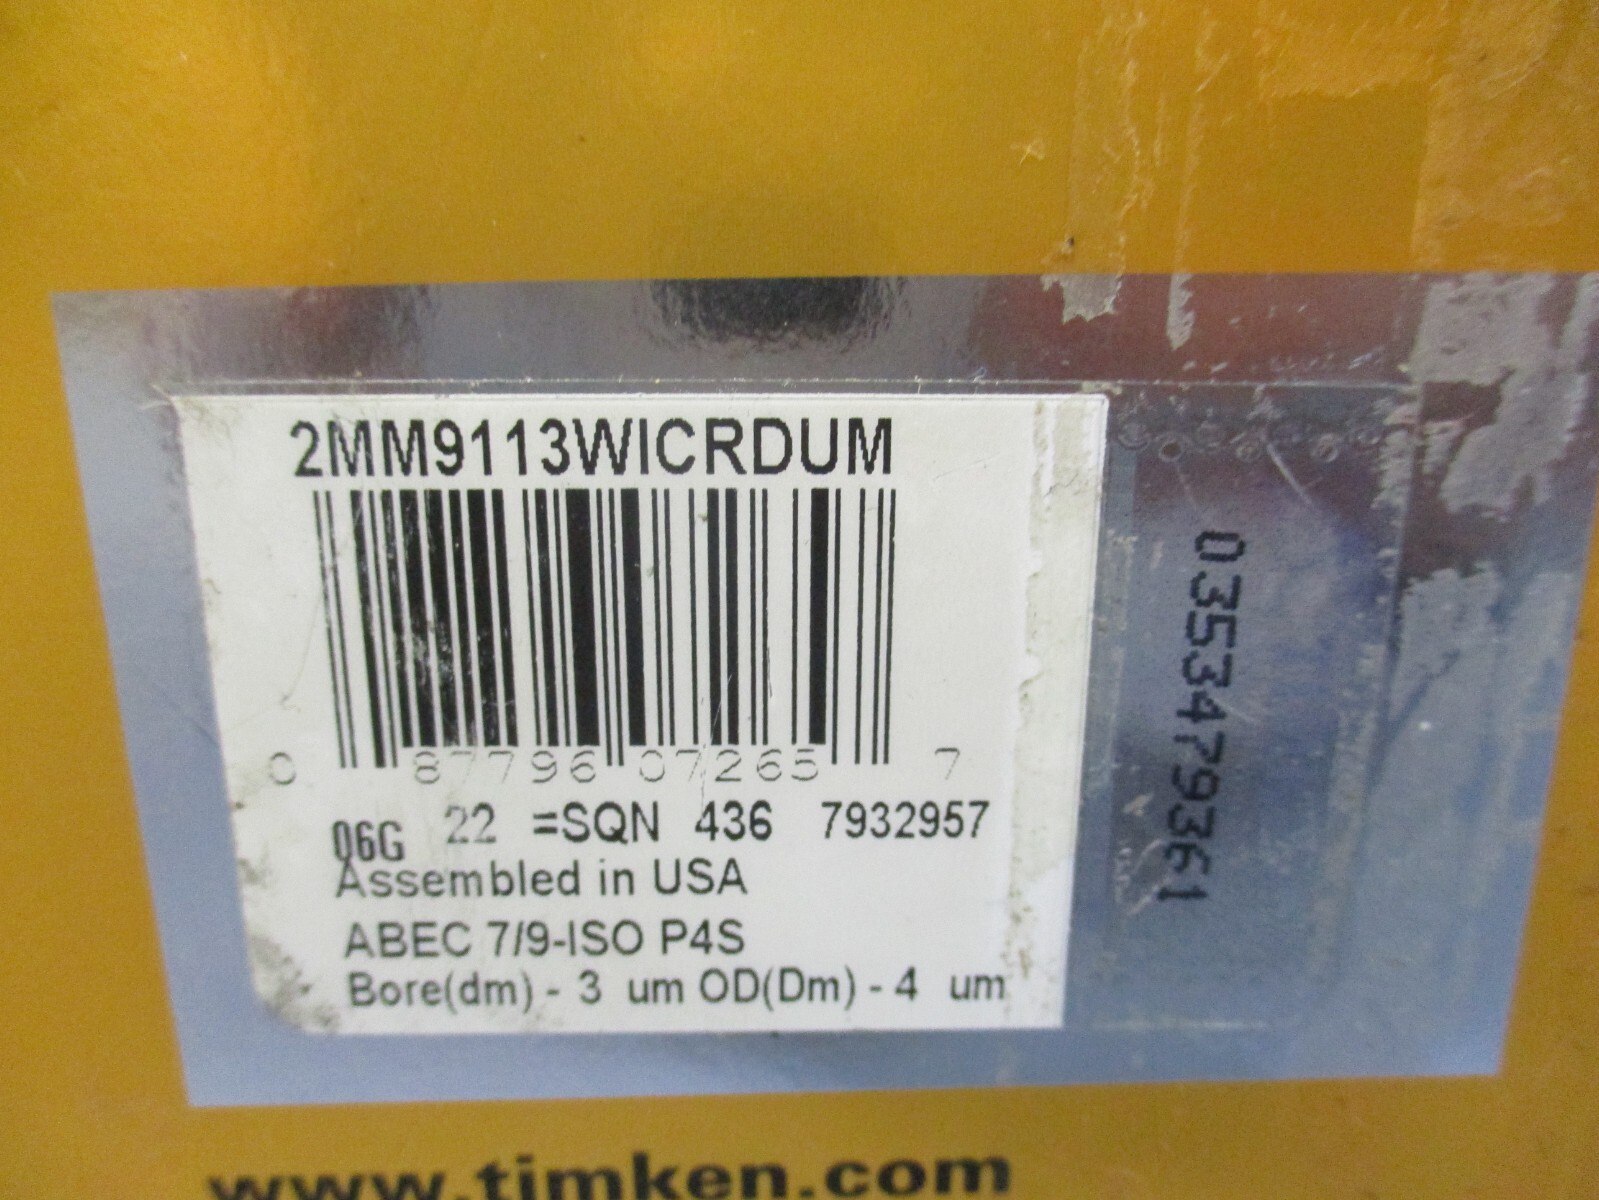 2MM9113WICRDUM
0 87796 07265 7
06G 22 =SQN 436 7932957
Assembled in USA
ABEC 7/9-ISO P4S
Bore(dm) - 3 um OD(Dm) - 4 um
0353479361
www.timken.com